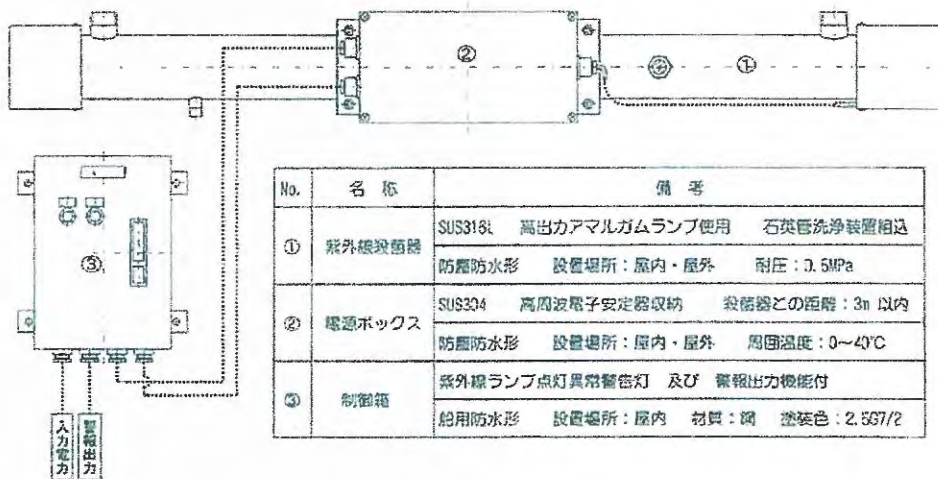 ②
①
③
入力電力
警報出力
No. 名称 備考
① 紫外線殺菌器 SUS316L 高出力アマルガムランプ使用 石英管洗浄装置組込
防塵防水形 設置場所：屋内・屋外 耐圧：0.5MPa
② 電源ボックス SUS304 高周波電子安定器収納 殺菌器との距離：3m 以内
防塵防水形 設置場所：屋内・屋外 周囲温度：0～40℃
③ 制御箱 紫外線ランプ点灯異常警告灯 及び 警報出力機能付
船用防水形 設置場所：屋内 材質：鋼 塗装色：2.5G7/2